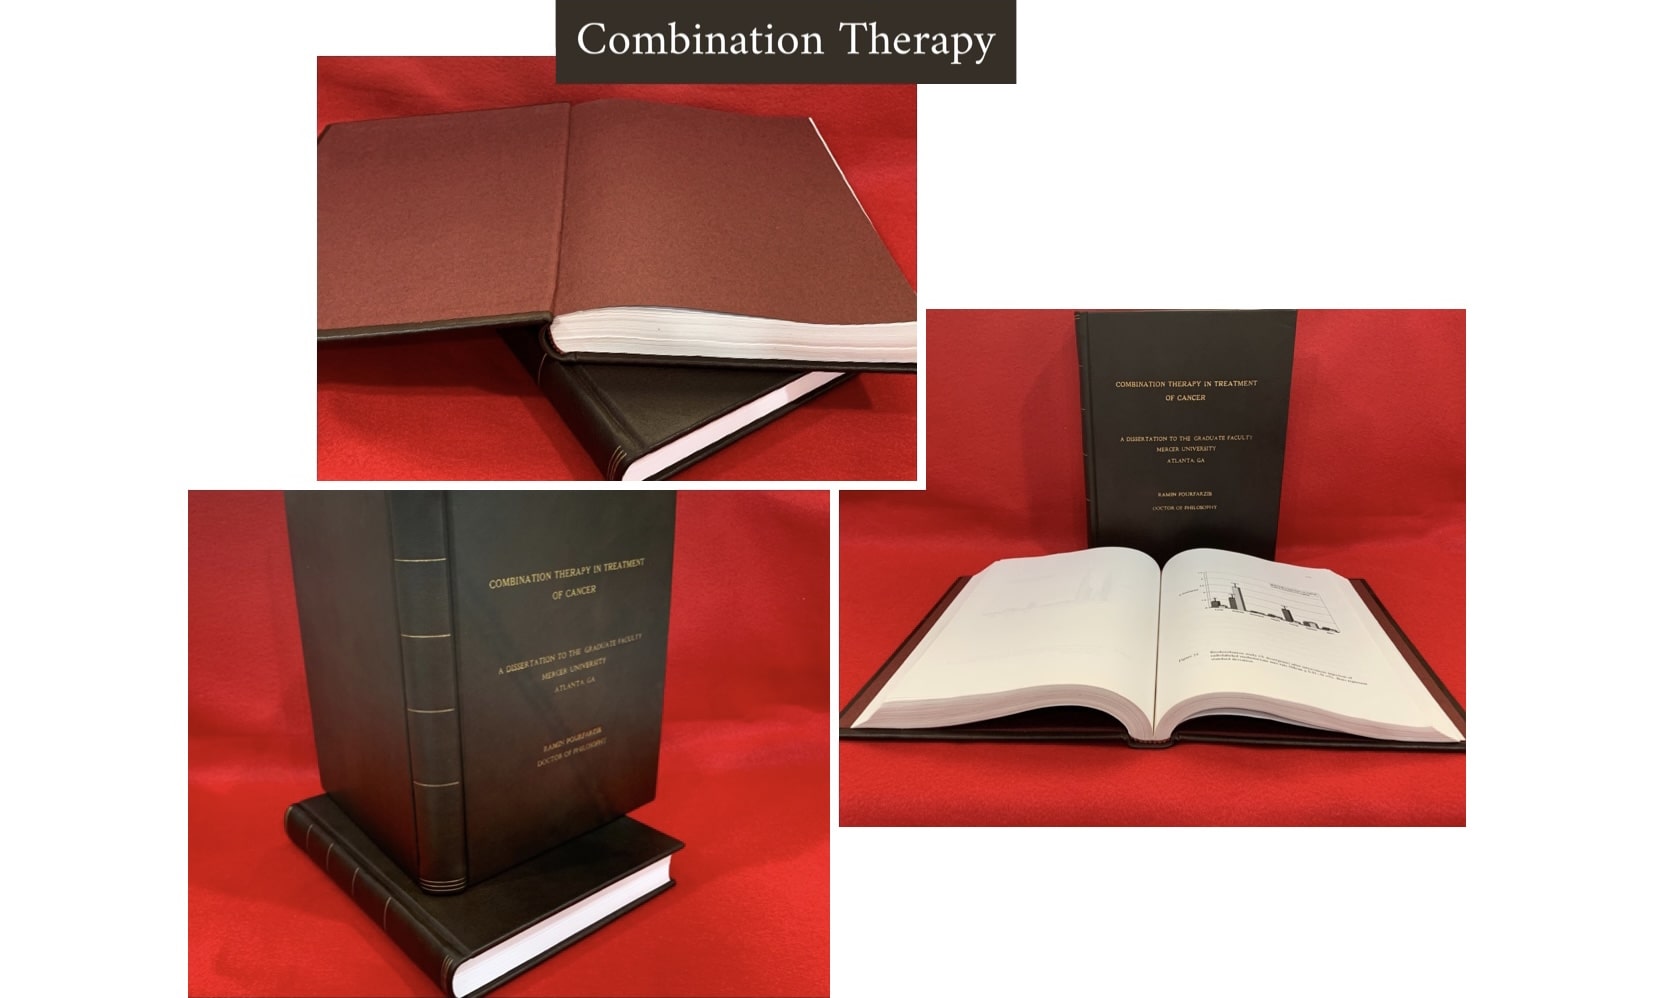 Combination Therapy
COMBINATION THERAPY IN TREATMENT
OF CANCER
A DISSERTATION TO THE GRADUATE FACULTY
MERCER UNIVERSITY
ATLANTA, GA
RAMIN POURFARZIB
DOCTOR OF PHILOSOPHY
COMBINATION THERAPY IN TREATMENT
OF CANCER
A DISSERTATION TO THE GRADUATE FACULTY
MERCER UNIVERSITY
ATLANTA, GA
RAMIN POURFARZIB
DOCTOR OF PHILOSOPHY